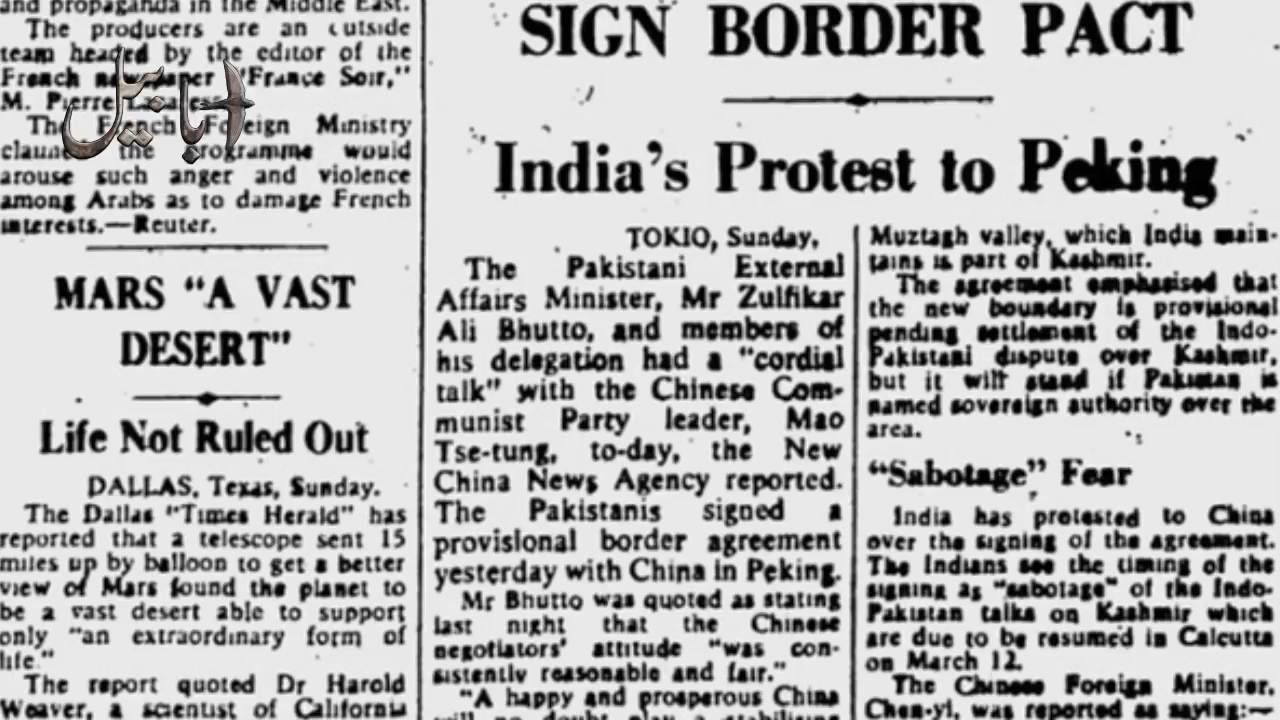 and propaganda in the Middle East.
The producers are an outside
team headed by the editor of the
French newspaper "France Soir,"
M. Pierre
The French Foreign Ministry
the programme would
arouse such anger and violence
among Arabs as to damage French
interests.—Reuter.
MARS "A VAST
DESERT"
Life Not Ruled Out
DALLAS, Texas, Sunday.
The Dallas "Times Herald" has
reported that a telescope sent 15
miles up by balloon to get a better
view of Mars found the planet to
be a vast desert able to support
only "an extraordinary form of
life."
The report quoted Dr Harold
Weaver, a scientist of California
SIGN BORDER PACT
India's Protest to Peking
TOKIO, Sunday,
The Pakistani External
Affairs Minister, Mr Zulfikar
Ali Bhutto, and members of
his delegation had a "cordial
talk" with the Chinese Com-
munist Party leader, Mao
Tse-tung, to-day, the New
China News Agency reported.
The Pakistanis signed a
provisional border agreement
yesterday with China in Peking.
Mr Bhutto was quoted as stating
last night that the Chinese
negotiators' attitude "was con-
sistently reasonable and fair."
"A happy and prosperous China
will no doubt play a stabilising
Muztagh valley, which India main-
tains is part of Kashmir.
The agreement emphasised that
the new boundary is provisional
pending settlement of the Indo-
Pakistani dispute over Kashmir,
but it will stand if Pakistan is
named sovereign authority over the
area.
"Sabotage" Fear
India has protested to China
over the signing of the agreement.
The Indians see the timing of the
signing as "sabotage" of the Indo-
Pakistan talks on Kashmir which
are due to be resumed in Calcutta
on March 12.
The Chinese Foreign Minister,
Chen-yi, was reported as saying:—
ابابیل